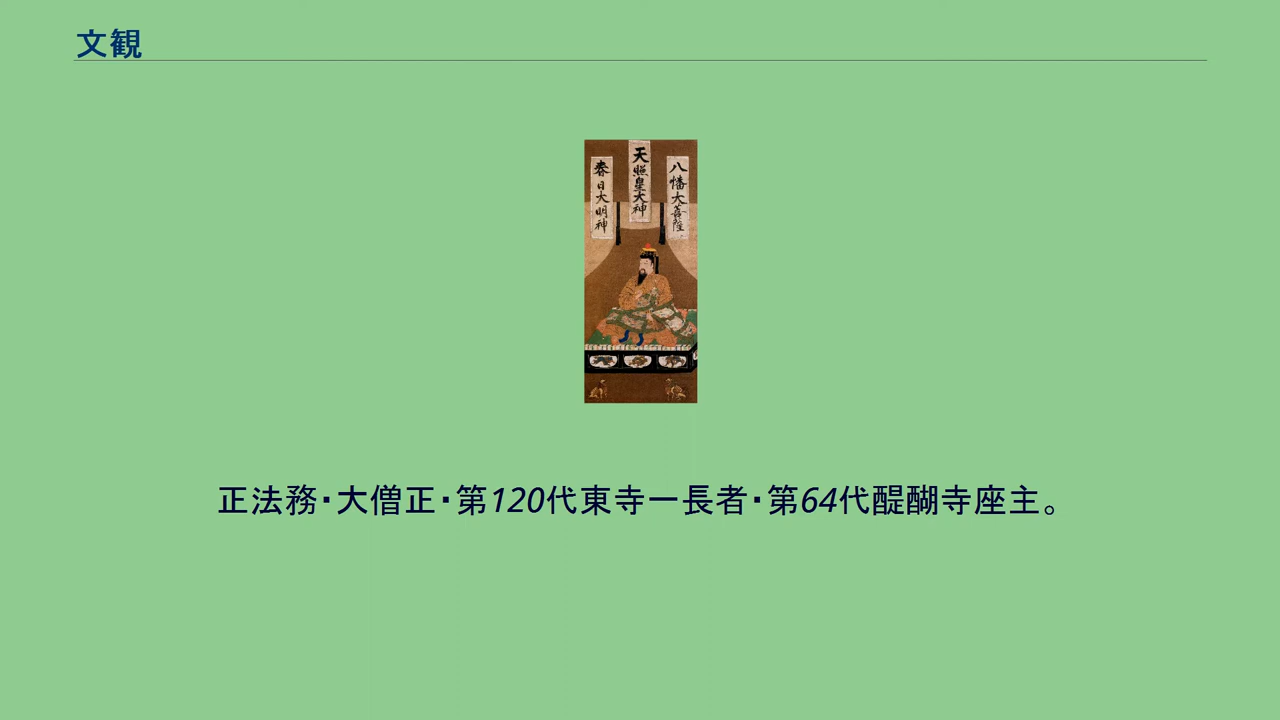 文観
八幡大菩薩
天照皇大神
春日大明神
正法務・大僧正・第120代東寺一長者・第64代醍醐寺座主。